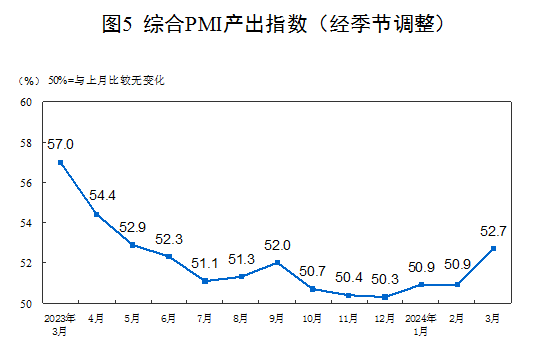 图5 综合PMI产出指数（经季节调整）
（%） 50%=与上月比较无变化
60
58
56
54
52
50
57.0
54.4
52.9
52.3
51.1
51.3
52.0
50.7
50.4
50.3
50.9
50.9
52.7
2023年
3月
4月
5月
6月
7月
8月
9月
10月
11月
12月
2024年
1月
2月
3月